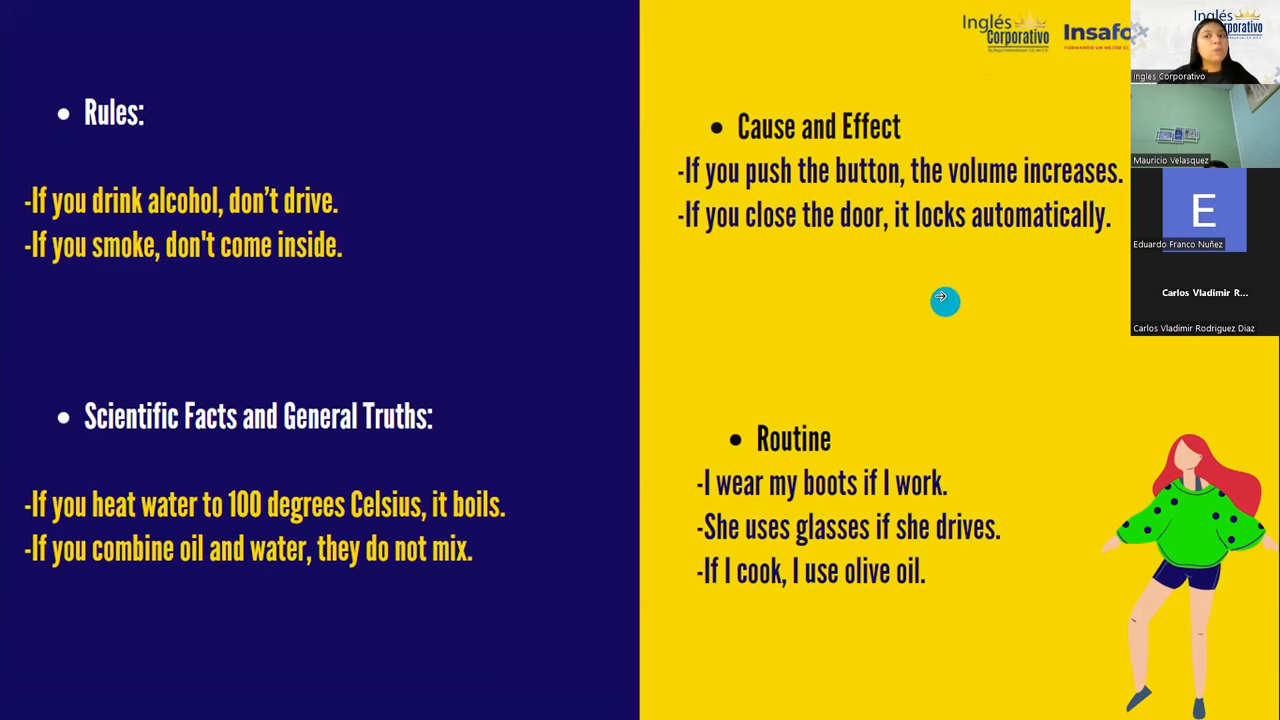 • Rules:
-If you drink alcohol, don’t drive.
-If you smoke, don't come inside.
• Scientific Facts and General Truths:
-If you heat water to 100 degrees Celsius, it boils.
-If you combine oil and water, they do not mix.
Inglés
Corporativo
Insafo
• Cause and Effect
-If you push the button, the volume increases.
-If you close the door, it locks automatically.
• Routine
-I wear my boots if I work.
-She uses glasses if she drives.
-If I cook, I use olive oil.
Inglés
Corporativo
Ingles Corporativo
Mauricio Velasquez
E
Eduardo Franco Nuñez
Carlos Vladimir R...
Carlos Vladimir Rodriguez Diaz